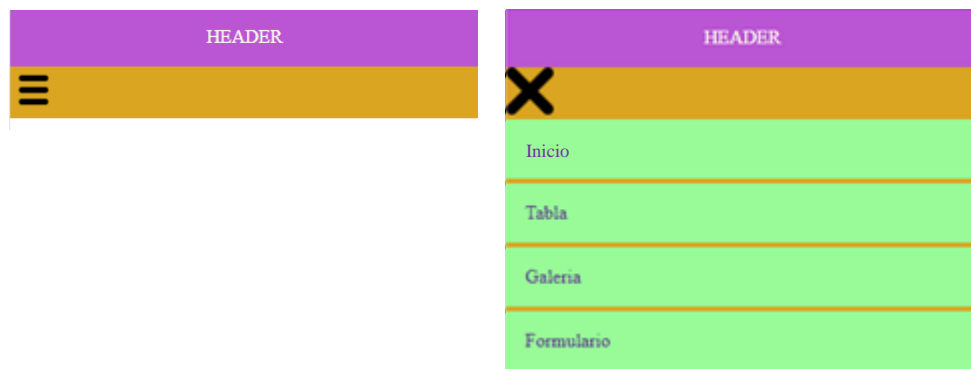 HEADER
HEADER
Inicio
Tabla
Galeria
Formulario